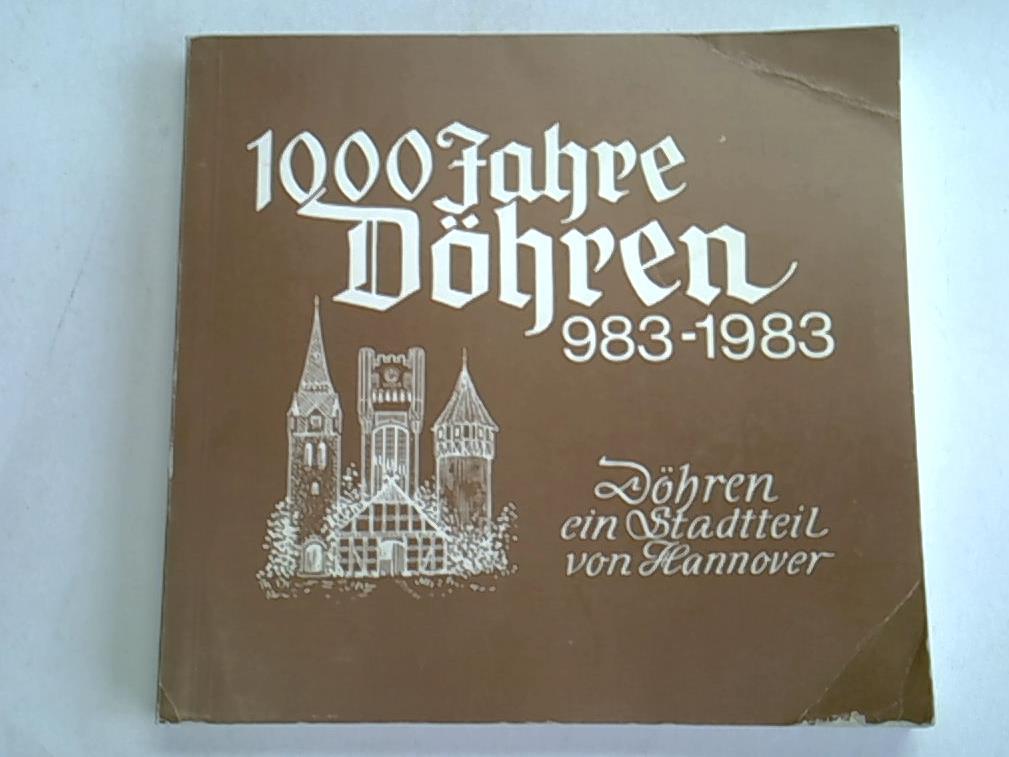 1000 Jahre
Döhren
983-1983
Döhren
ein Stadtteil
von Hannover